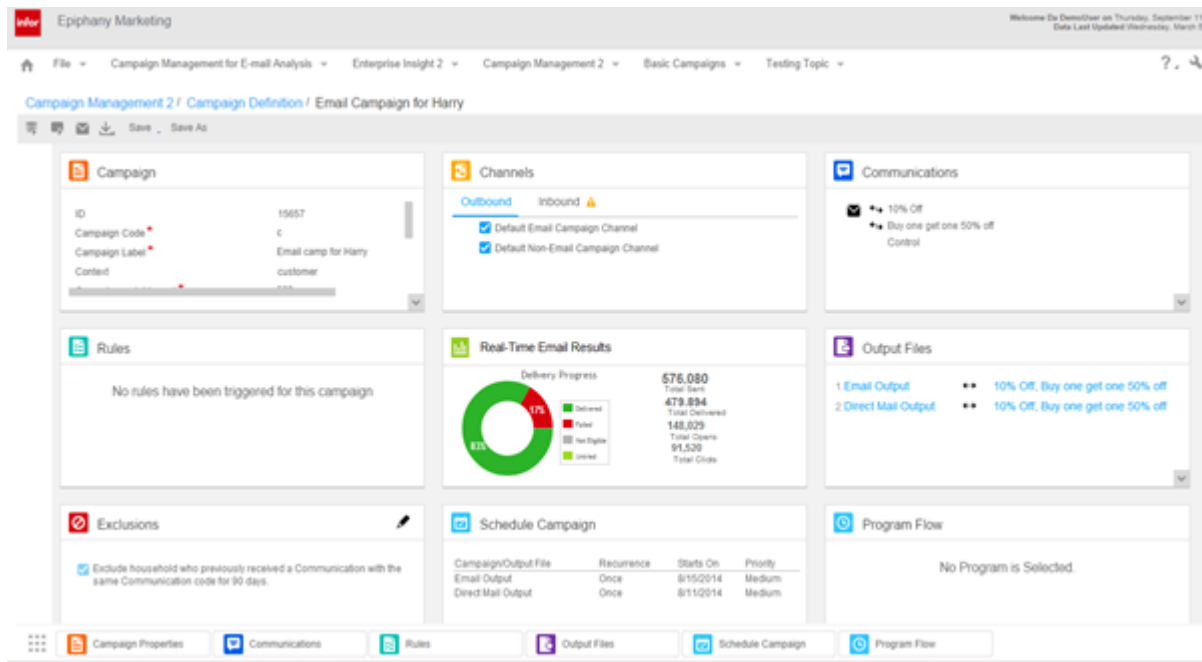 infor Epiphany Marketing
Welcome Da DemoUser on Thursday, September 11
Data Last Updated:Wednesday, March 5
File Campaign Management for E-mail Analysis Enterprise Insight 2 Campaign Management 2 Basic Campaigns Testing Topic ?
Campaign Management 2 / Campaign Definition / Email Campaign for Harry
Save Save As
Campaign
ID 15657
Campaign Code * c
Campaign Label * Email camp for Harry
Context customer
Channels
Outbound Inbound
Default Email Campaign Channel
Default Non-Email Campaign Channel
Communications
10% Off
Buy one get one 50% off
Control
Rules
No rules have been triggered for this campaign
Real-Time Email Results
Delivery Progress
17%
83%
Delivered
Failed
Not Eligible
576,080
Total Sent
479,894
Total Delivered
148,029
Total Opens
91,520
Total Clicks
Output Files
1.Email Output 10% Off, Buy one get one 50% off
2.Direct Mail Output 10% Off, Buy one get one 50% off
Exclusions
Exclude household who previously received a Communication with the
same Communication code for 90 days.
Schedule Campaign
Campaign/Output File Recurrence Starts On Priority
Email Output Once 8/15/2014 Medium
Direct Mail Output Once 8/11/2014 Medium
Program Flow
No Program is Selected.
Campaign Properties Communications Rules Output Files Schedule Campaign Program Flow